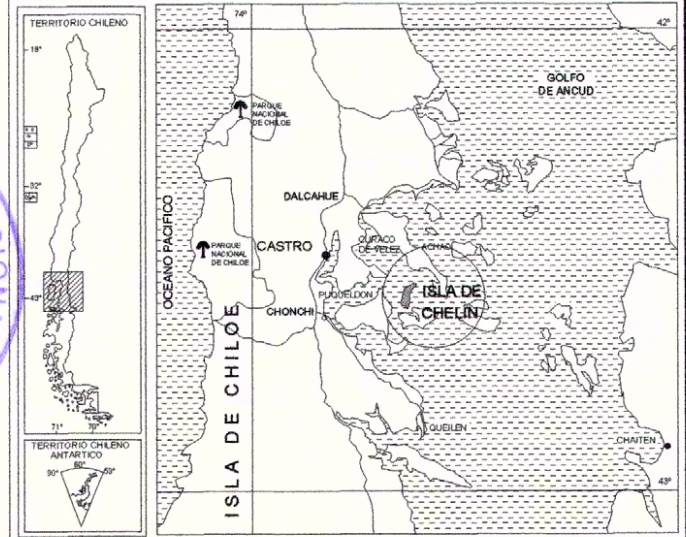 TERRITORIO CHILENO
18°
32°
43°
71°
70°
TERRITORIO CHILENO
ANTARTICO
90°
60°
53°
74°
42°
GOLFO
DE ANCUD
PARQUE
NACIONAL
DE CHILOE
DALCAHUE
OCEANO PACIFICO
PARQUE
NACIONAL
DE CHILOE
CASTRO
CURACO
DE VELEZ
ACHAO
PUQUELDON
ISLA DE
CHELIN
CHONCHI
ISLA DE CHILOE
QUEILEN
CHAITEN
43°